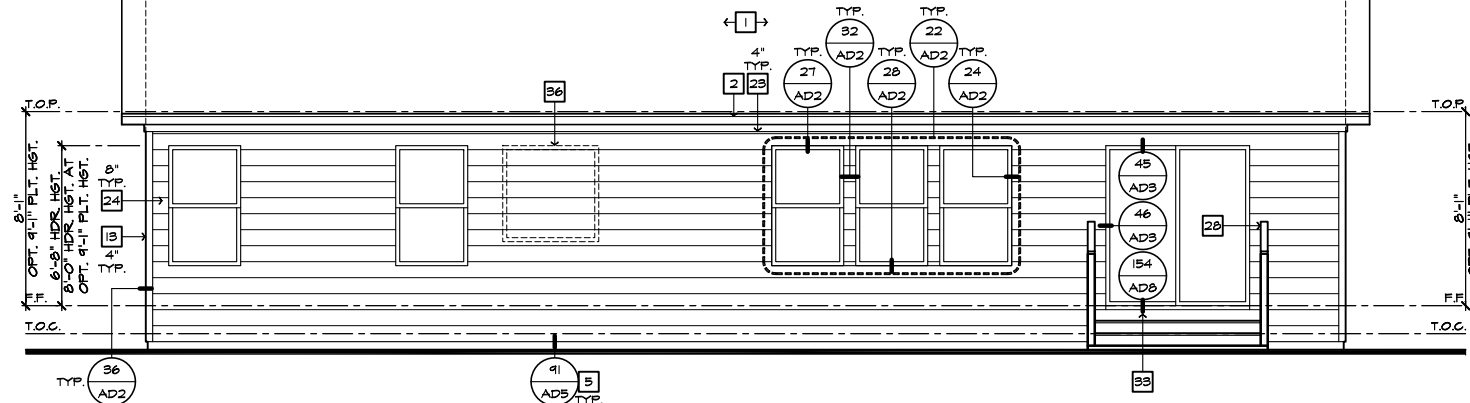 TYP.
32
AD2
TYP.
22
AD2
1
4"
TYP.
TYP.
27
AD2
TYP.
28
AD2
TYP.
24
AD2
2
23
36
T.O.P.
T.O.P.
8'-1"
OPT. 9'-1" PLT. HGT.
6'-8" HDR. HGT.
8'-0" HDR. HGT. AT
OPT. 9'-1" PLT. HGT.
8"
TYP.
24
13
4"
TYP.
45
AD3
46
AD3
28
154
AD8
8'-1"
F.F.
F.F.
T.O.C.
T.O.C.
TYP.
36
AD2
91
AD5
5
TYP.
33